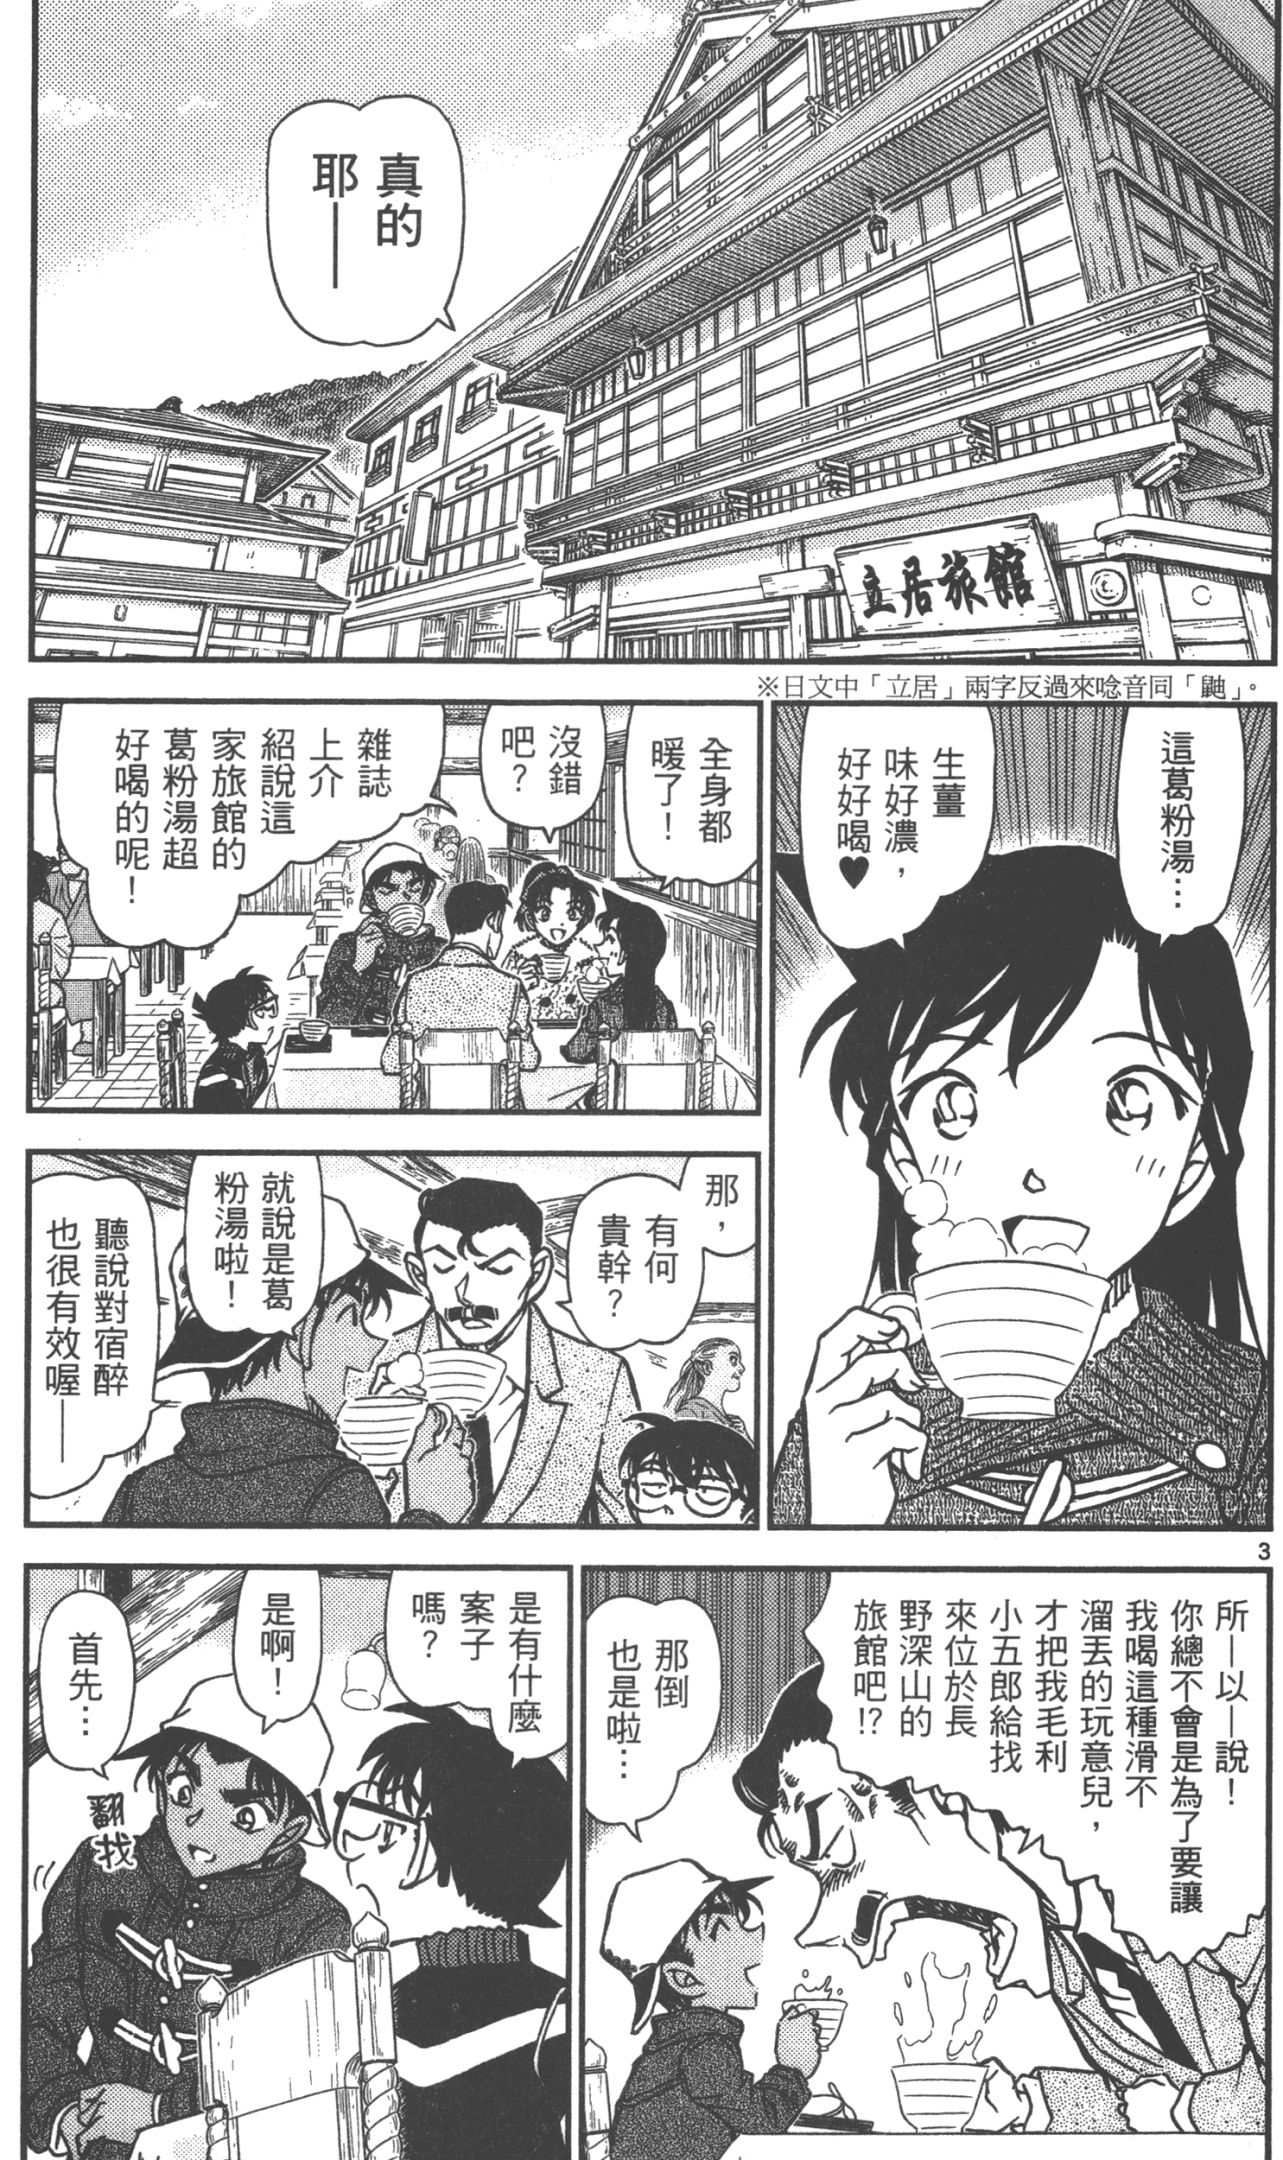 真的
耶——
立居旅館
※日文中「立居」兩字反過來唸音同「鼬」。
這葛粉湯…
生薑
味好濃，
好好喝♥
全身都
暖了！
沒錯
吧？
雜誌
上介
紹說這
家旅館的
葛粉湯超
好喝的呢！
那，
有何
貴幹？
就說是葛
粉湯啦！
聽說對宿醉
也很有效喔——
3
所—以—說！
你總不會是為了要讓
我喝這種滑不
溜丟的玩意兒，
才把我毛利
小五郎給找
來位於長
野深山的
旅館吧!?
那倒
也是啦…
是有什麼
案子
嗎？
是啊！
首先…
翻找